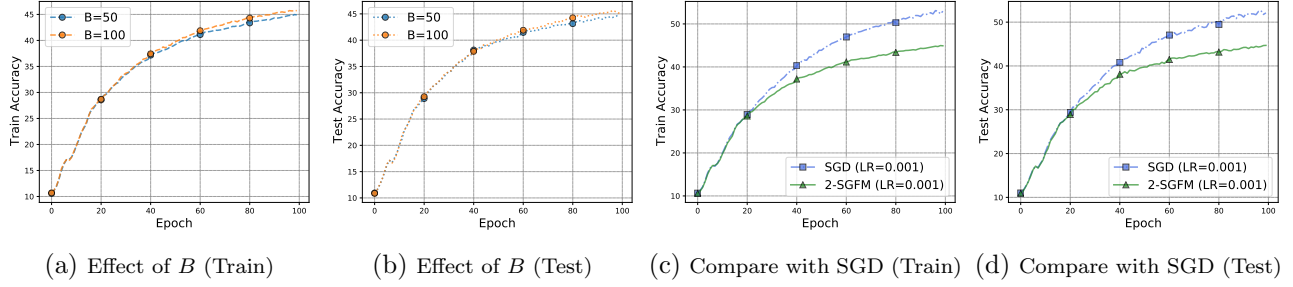 45
40
35
30
25
20
15
10
Train Accuracy
B=50
B=100
0 20 40 60 80 100
Epoch
(a) Effect of B (Train)
45
40
35
30
25
20
15
10
Test Accuracy
B=50
B=100
0 20 40 60 80 100
Epoch
(b) Effect of B (Test)
50
40
30
20
10
Train Accuracy
SGD (LR=0.001)
2-SGFM (LR=0.001)
0 20 40 60 80 100
Epoch
(c) Compare with SGD (Train)
50
40
30
20
10
Test Accuracy
SGD (LR=0.001)
2-SGFM (LR=0.001)
0 20 40 60 80 100
Epoch
(d) Compare with SGD (Test)